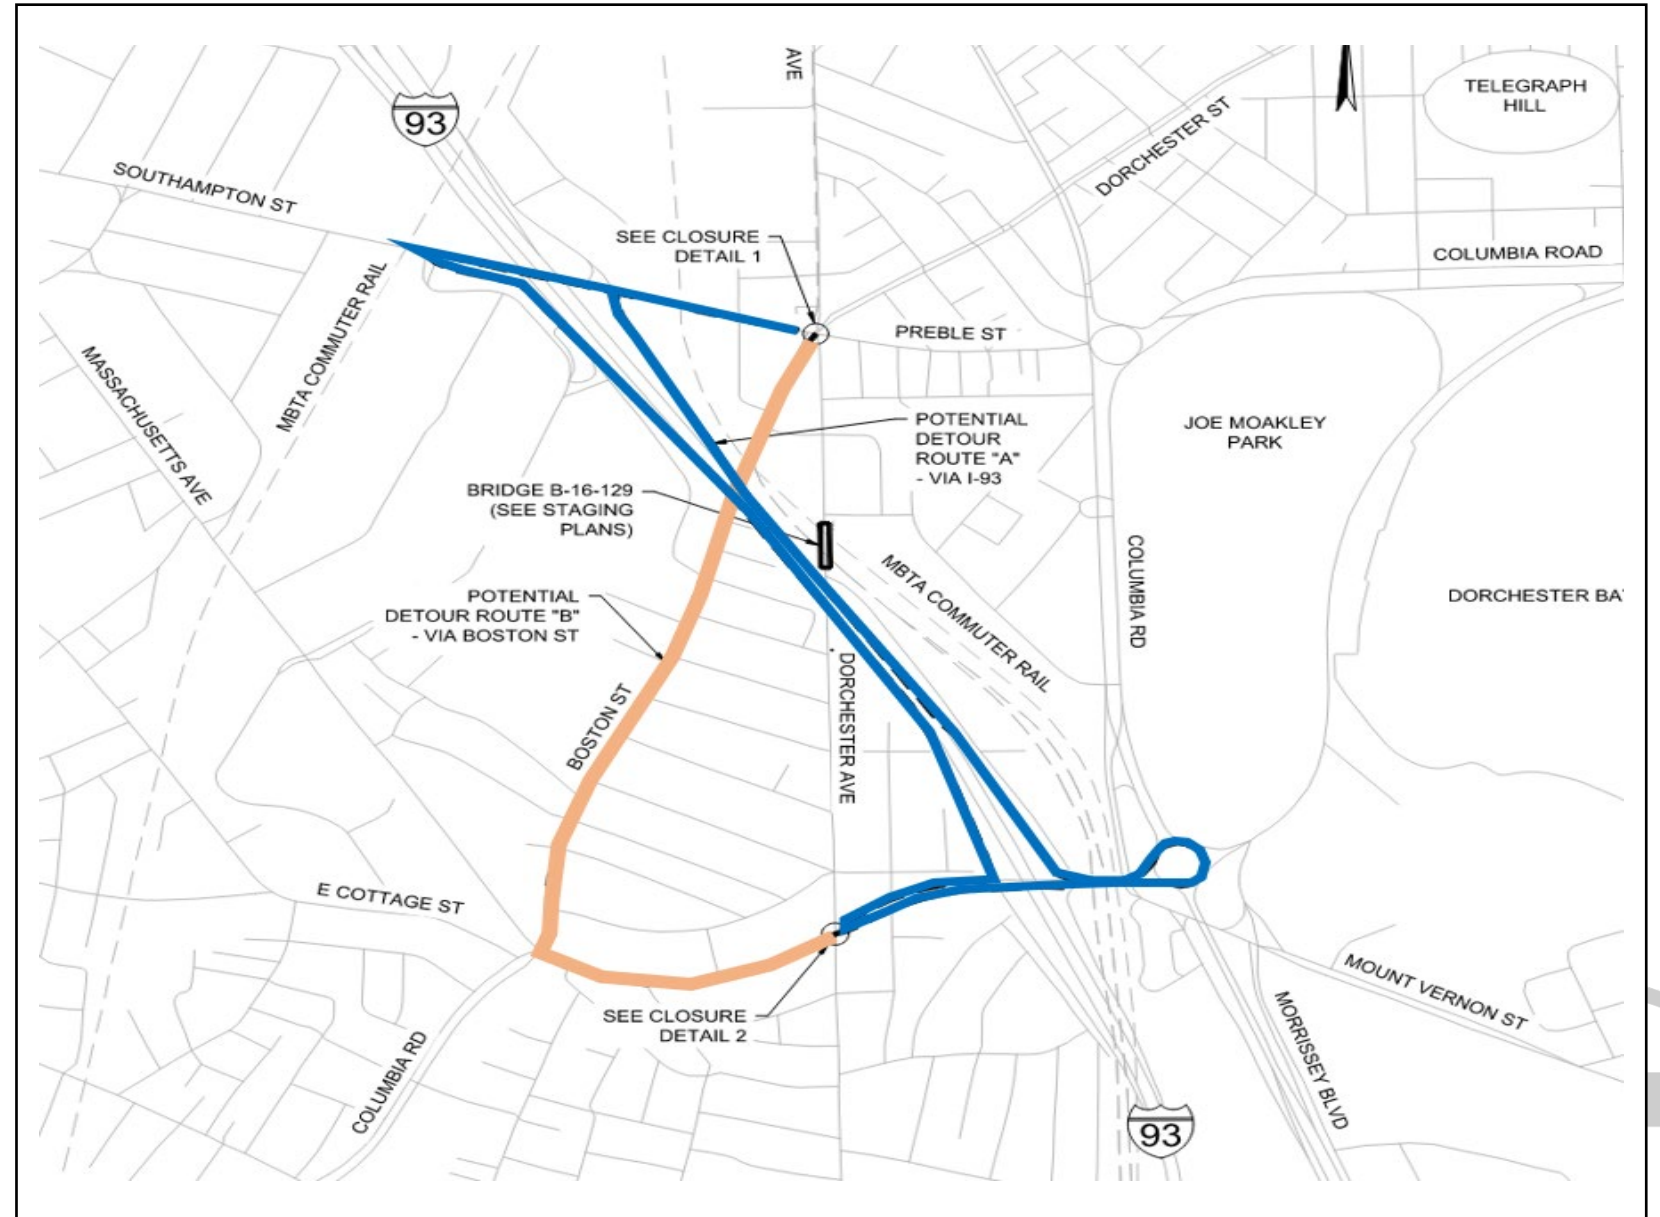 AVE
93
TELEGRAPH
HILL
DORCHESTER ST
SOUTHAMPTON ST
SEE CLOSURE
DETAIL 1
COLUMBIA ROAD
MBTA COMMUTER RAIL
PREBLE ST
MASSACHUSETTS AVE
POTENTIAL
DETOUR
ROUTE "A"
- VIA I-93
JOE MOAKLEY
PARK
BRIDGE B-16-129
(SEE STAGING
PLANS)
COLUMBIA RD
MBTA COMMUTER RAIL
POTENTIAL
DETOUR ROUTE "B"
- VIA BOSTON ST
DORCHESTER BA
BOSTON ST
DORCHESTER AVE
E COTTAGE ST
MOUNT VERNON ST
SEE CLOSURE
DETAIL 2
MORRISSEY BLVD
COLUMBIA RD
93